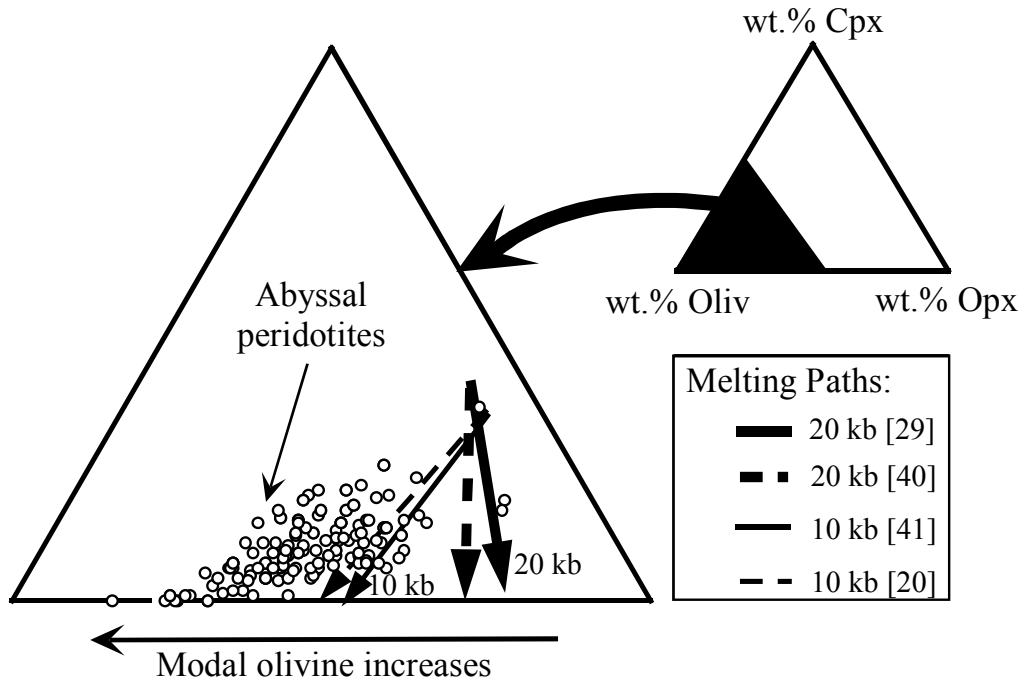 wt.% Cpx
wt.% Oliv
wt.% Opx
Abyssal
peridotites
10 kb
20 kb
Modal olivine increases
Melting Paths:
20 kb [29]
20 kb [40]
10 kb [41]
10 kb [20]